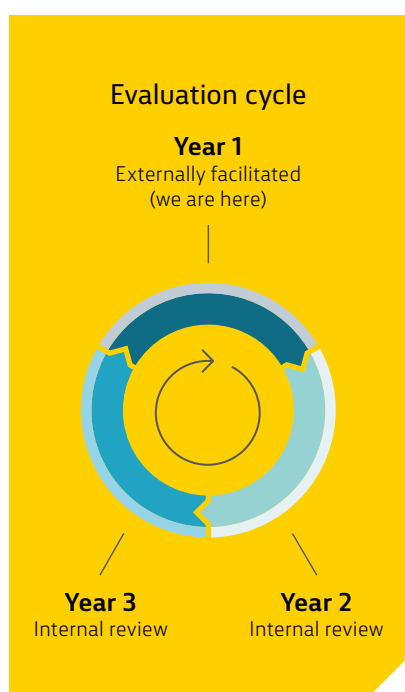 Evaluation cycle
Year 1
Externally facilitated
(we are here)
Year 3
Internal review
Year 2
Internal review